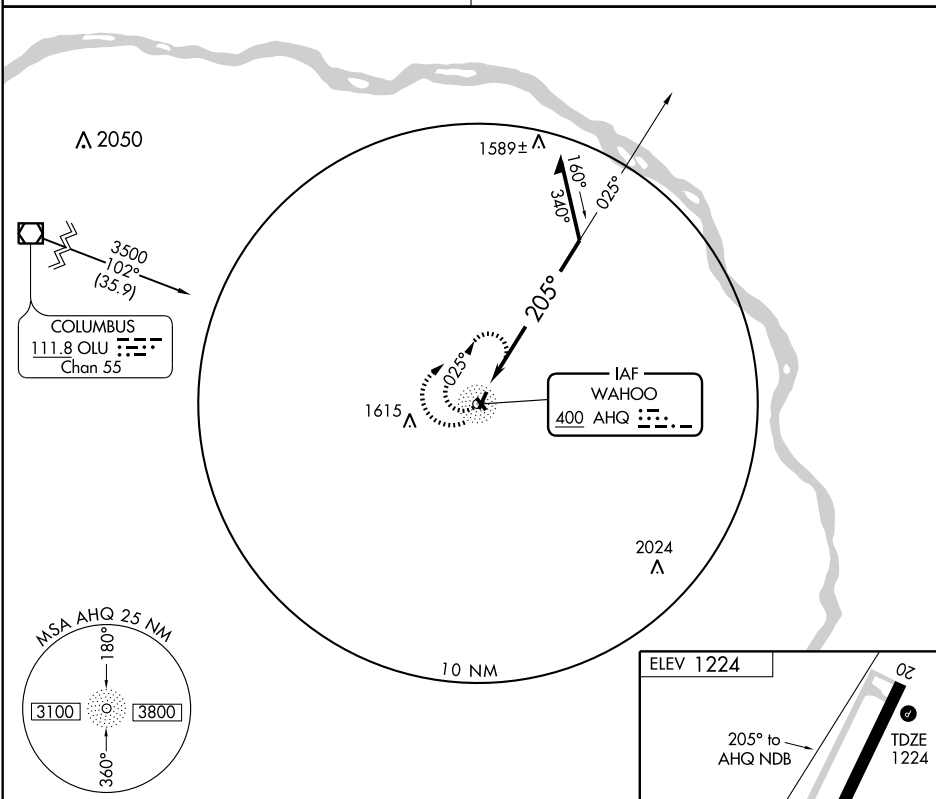 2050
1589±
160°
340°
025°
3500
102°
(35.9)
COLUMBUS
111.8 OLU
Chan 55
205°
025°
IAF
WAHOO
400 AHQ
1615
2024
10 NM
MSA AHQ 25 NM
180°
3100
3800
360°
ELEV 1224
20
205° to
AHQ NDB
TDZE
1224
P